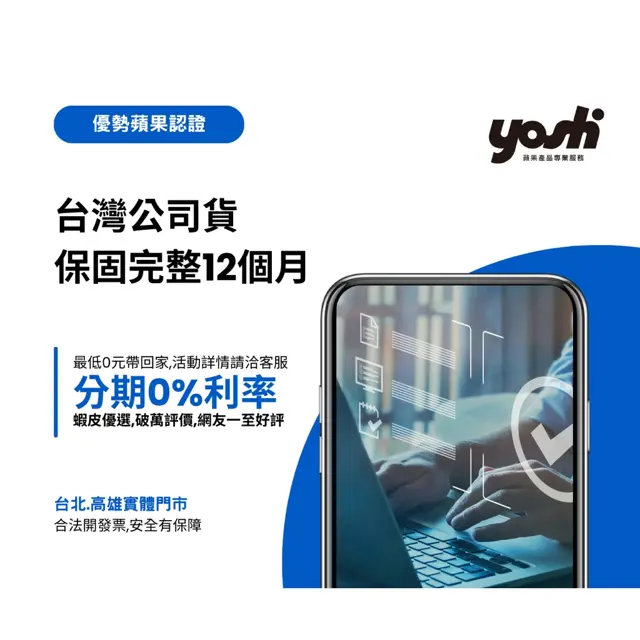 優勢蘋果認證
yoshi
蘋果產品專業服務
台灣公司貨
保固完整12個月
最低0元帶回家,活動詳情請洽客服
分期0%利率
蝦皮優選,破萬評價,網友一至好評
台北.高雄實體門市
合法開發票,安全有保障